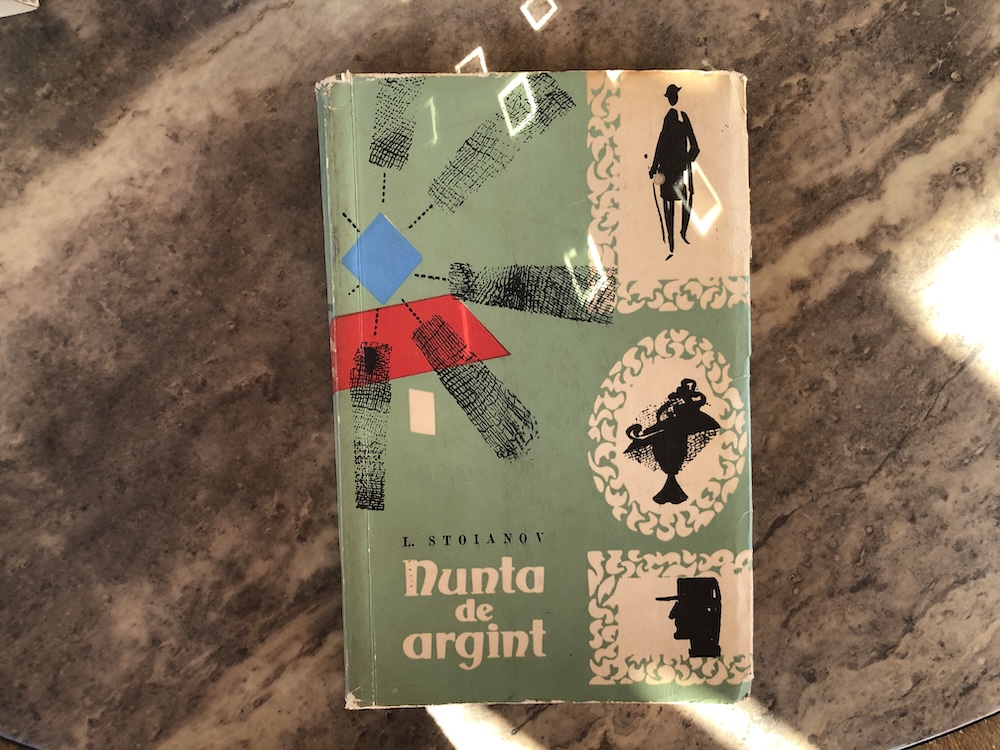 L. STOIANOV
Nunta
de
argint